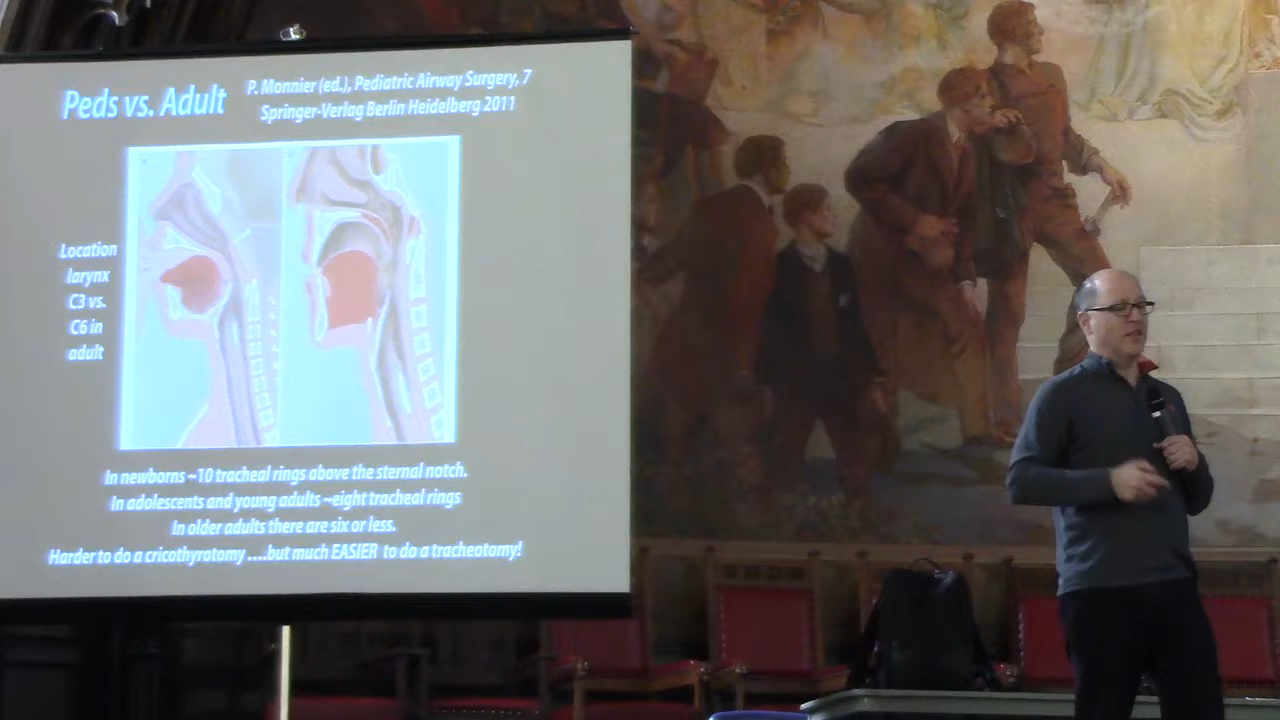 Peds vs. Adult
P. Monnier (ed.), Pediatric Airway Surgery, 7
Springer-Verlag Berlin Heidelberg 2011
Location
larynx
C3 vs.
C6 in
adult
In newborns ~10 tracheal rings above the sternal notch.
In adolescents and young adults ~eight tracheal rings
In older adults there are six or less.
Harder to do a cricothyrotomy ....but much EASIER to do a tracheotomy!